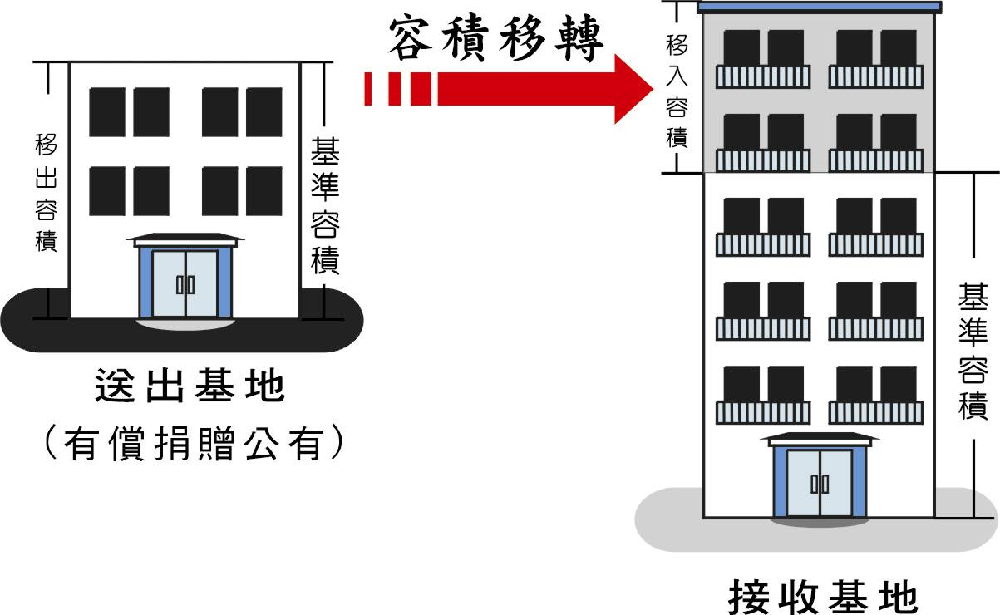 容積移轉
移出容積
基準容積
送出基地
（有償捐贈公有）
移入容積
基準容積
接收基地